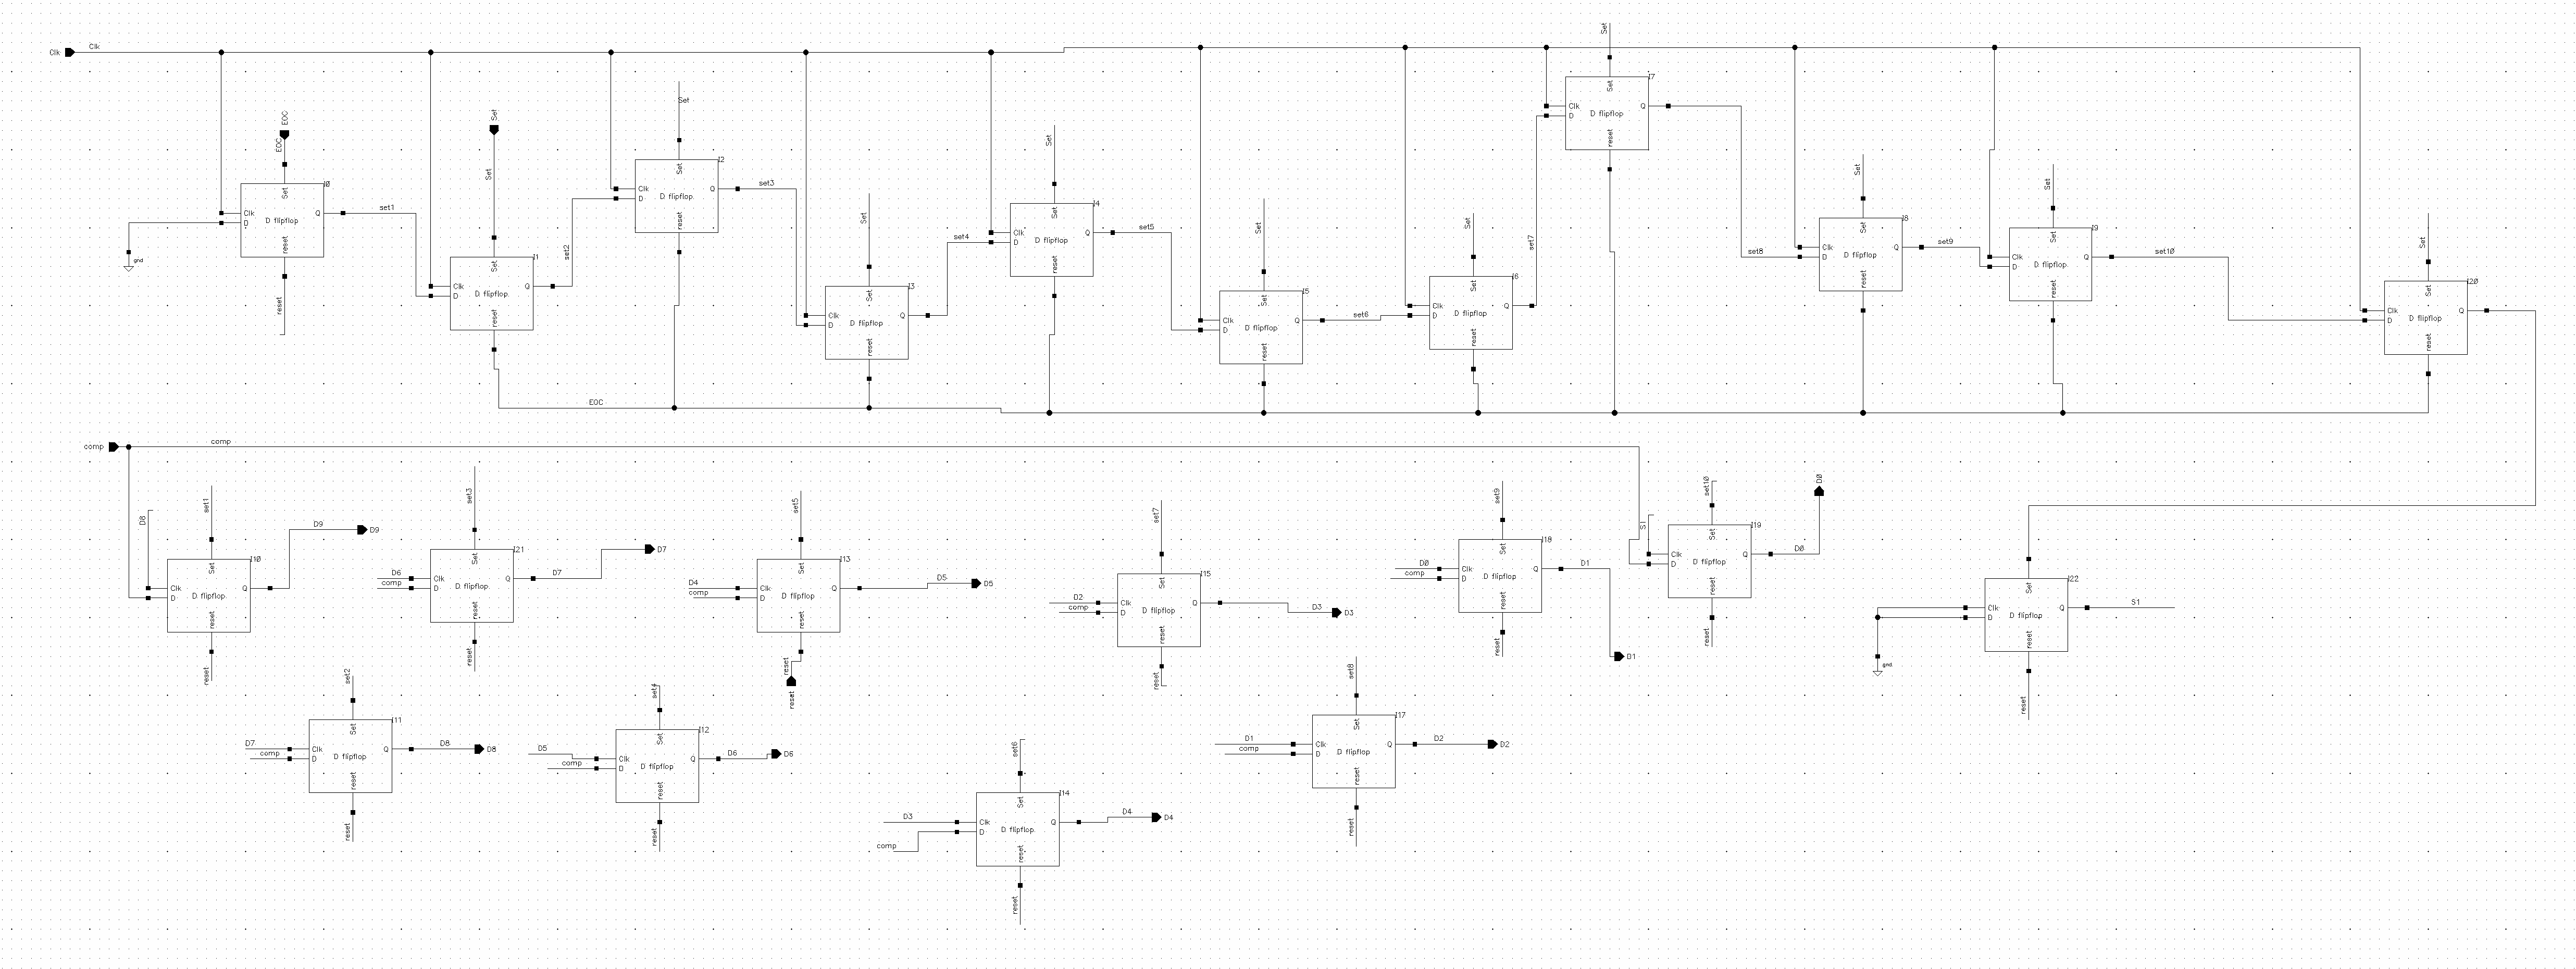 Clk Clk
EOC
EOC
Set
I0
Clk
D flipflop
Q
D
reset
reset
gnd
set1
Set
Set
Set
I1
Clk
D flipflop
Q
D
reset
set2
EOC
Set
Set
I2
Clk
D flipflop
Q
D
reset
set3
Set
Set
I3
Clk
D flipflop
Q
D
reset
set4
Set
Set
I4
Clk
D flipflop
Q
D
reset
set5
Set
Set
I5
Clk
D flipflop
Q
D
reset
set6
Set
Set
I6
Clk
D flipflop
Q
D
reset
set7
Set
Set
I7
Clk
D flipflop
Q
D
reset
set8
Set
Set
I8
Clk
D flipflop
Q
D
reset
set9
Set
Set
I9
Clk
D flipflop
Q
D
reset
set10
Set
Set
I20
Clk
D flipflop
Q
D
reset
comp comp
D8
set1
Set
I10
Clk
D flipflop
Q
D
reset
reset
D9 D9
set3
Set
I21
D6
comp
Clk
D flipflop
Q
D
reset
reset
D7 D7
set5
Set
I13
D4
comp
Clk
D flipflop
Q
D
reset
reset
reset
D5 D5
set7
Set
I15
D2
comp
Clk
D flipflop
Q
D
reset
reset
D3 D3
set9
Set
I18
D0
comp
Clk
D flipflop
Q
D
reset
reset
D1
D1
S1
set10
Set
I19
Clk
Q
D
D flipflop
reset
reset
D0
D0
Set
I22
Clk
D flipflop
Q
D
reset
reset
S1
gnd
set2
Set
I11
D7
comp
Clk
D flipflop
Q
D
reset
reset
D8 D8
set4
Set
I12
D5
comp
Clk
D flipflop
Q
D
reset
reset
D6 D6
set6
Set
I14
D3
comp
Clk
D flipflop
Q
D
reset
reset
D4 D4
set8
Set
I17
D1
comp
Clk
D flipflop
Q
D
reset
reset
D2 D2